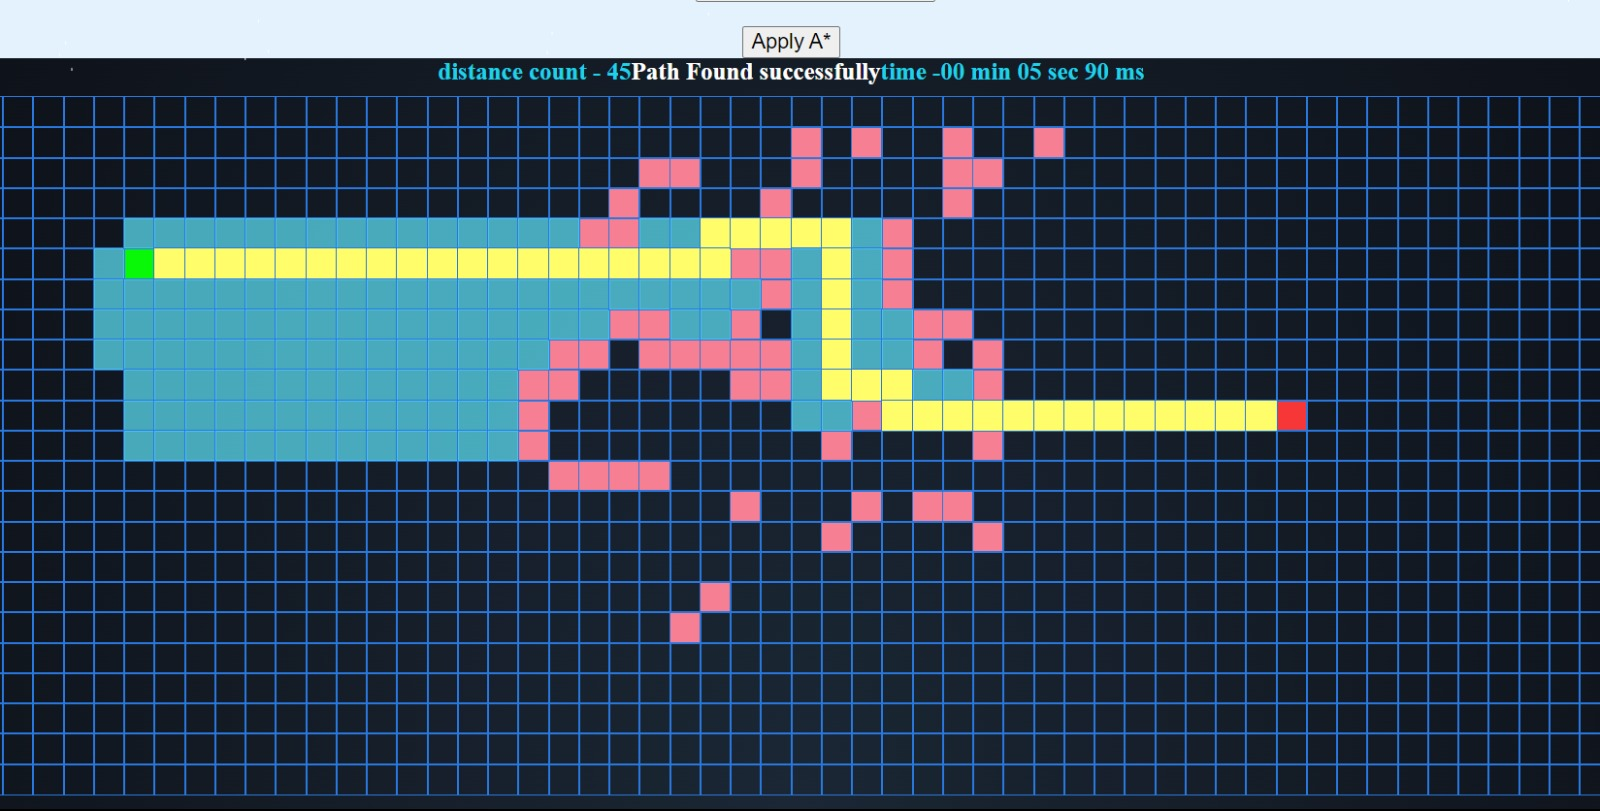 Apply A*
distance count - 45Path Found successfullytime -00 min 05 sec 90 ms